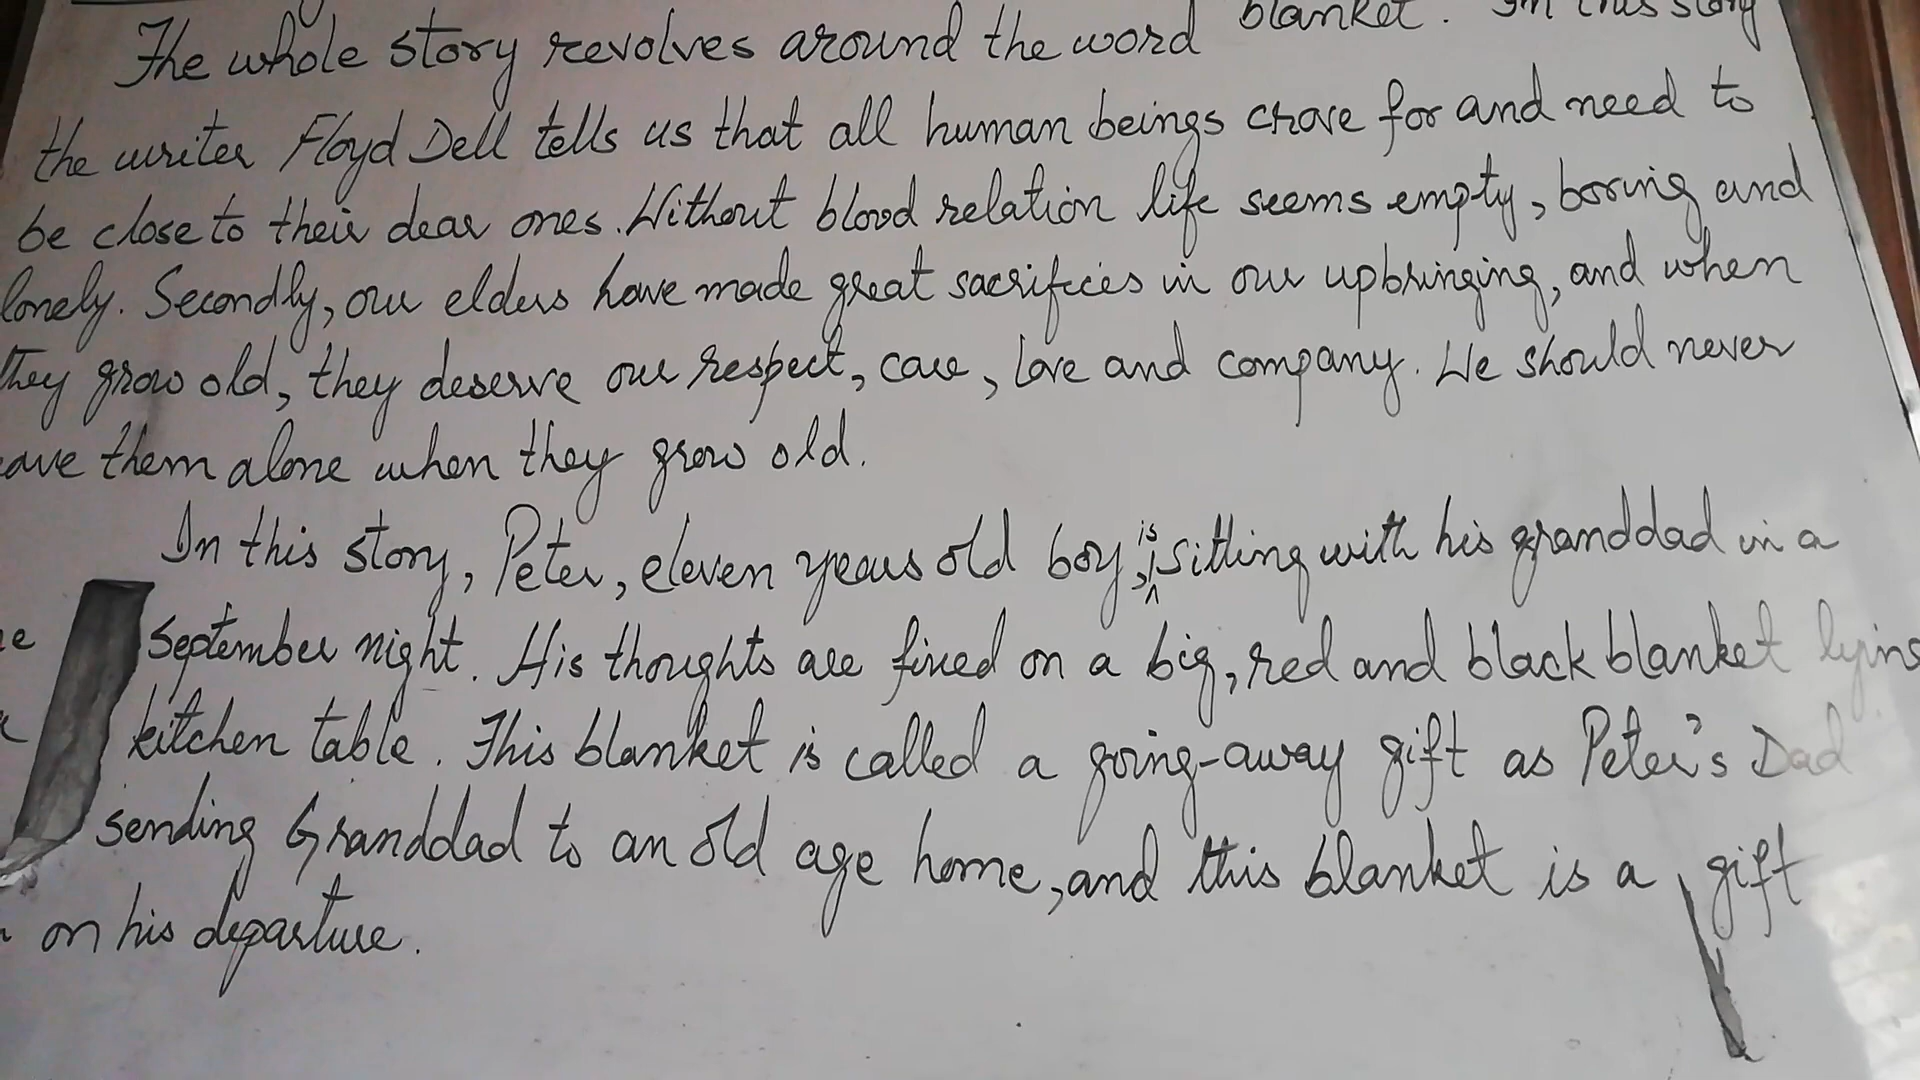 The whole story revolves around the word blanket. In this story
the writer Floyd Dell tells us that all human beings crave for and need to
be close to their dear ones. Without blood relation life seems empty, boring and
lonely. Secondly, our elders have made great sacrifices in our upbringing, and when
they grow old, they deserve our respect, care, love and company. We should never
eave them alone when they grow old.
In this story, Peter, eleven years old boy, is sitting with his granddad in a
September night. His thoughts are fixed on a big, red and black blanket lying
kitchen table. This blanket is called a going-away gift as Peter's Dad
sending Granddad to an old age home, and this blanket is a gift
on his departure.